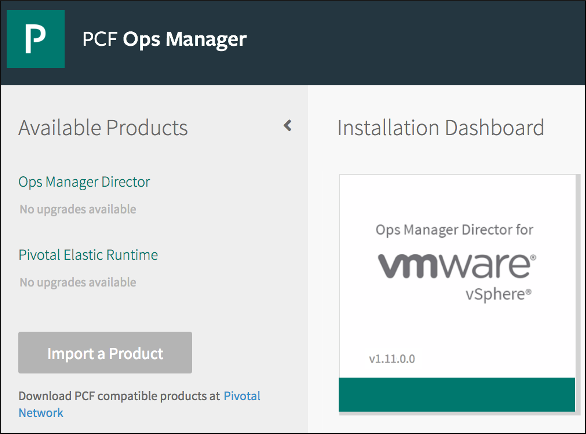 P
PCF Ops Manager
Available Products
Ops Manager Director
No upgrades available
Pivotal Elastic Runtime
No upgrades available
Import a Product
Download PCF compatible products at Pivotal
Network
Installation Dashboard
Ops Manager Director for
vmware®
vSphere®
v1.11.0.0